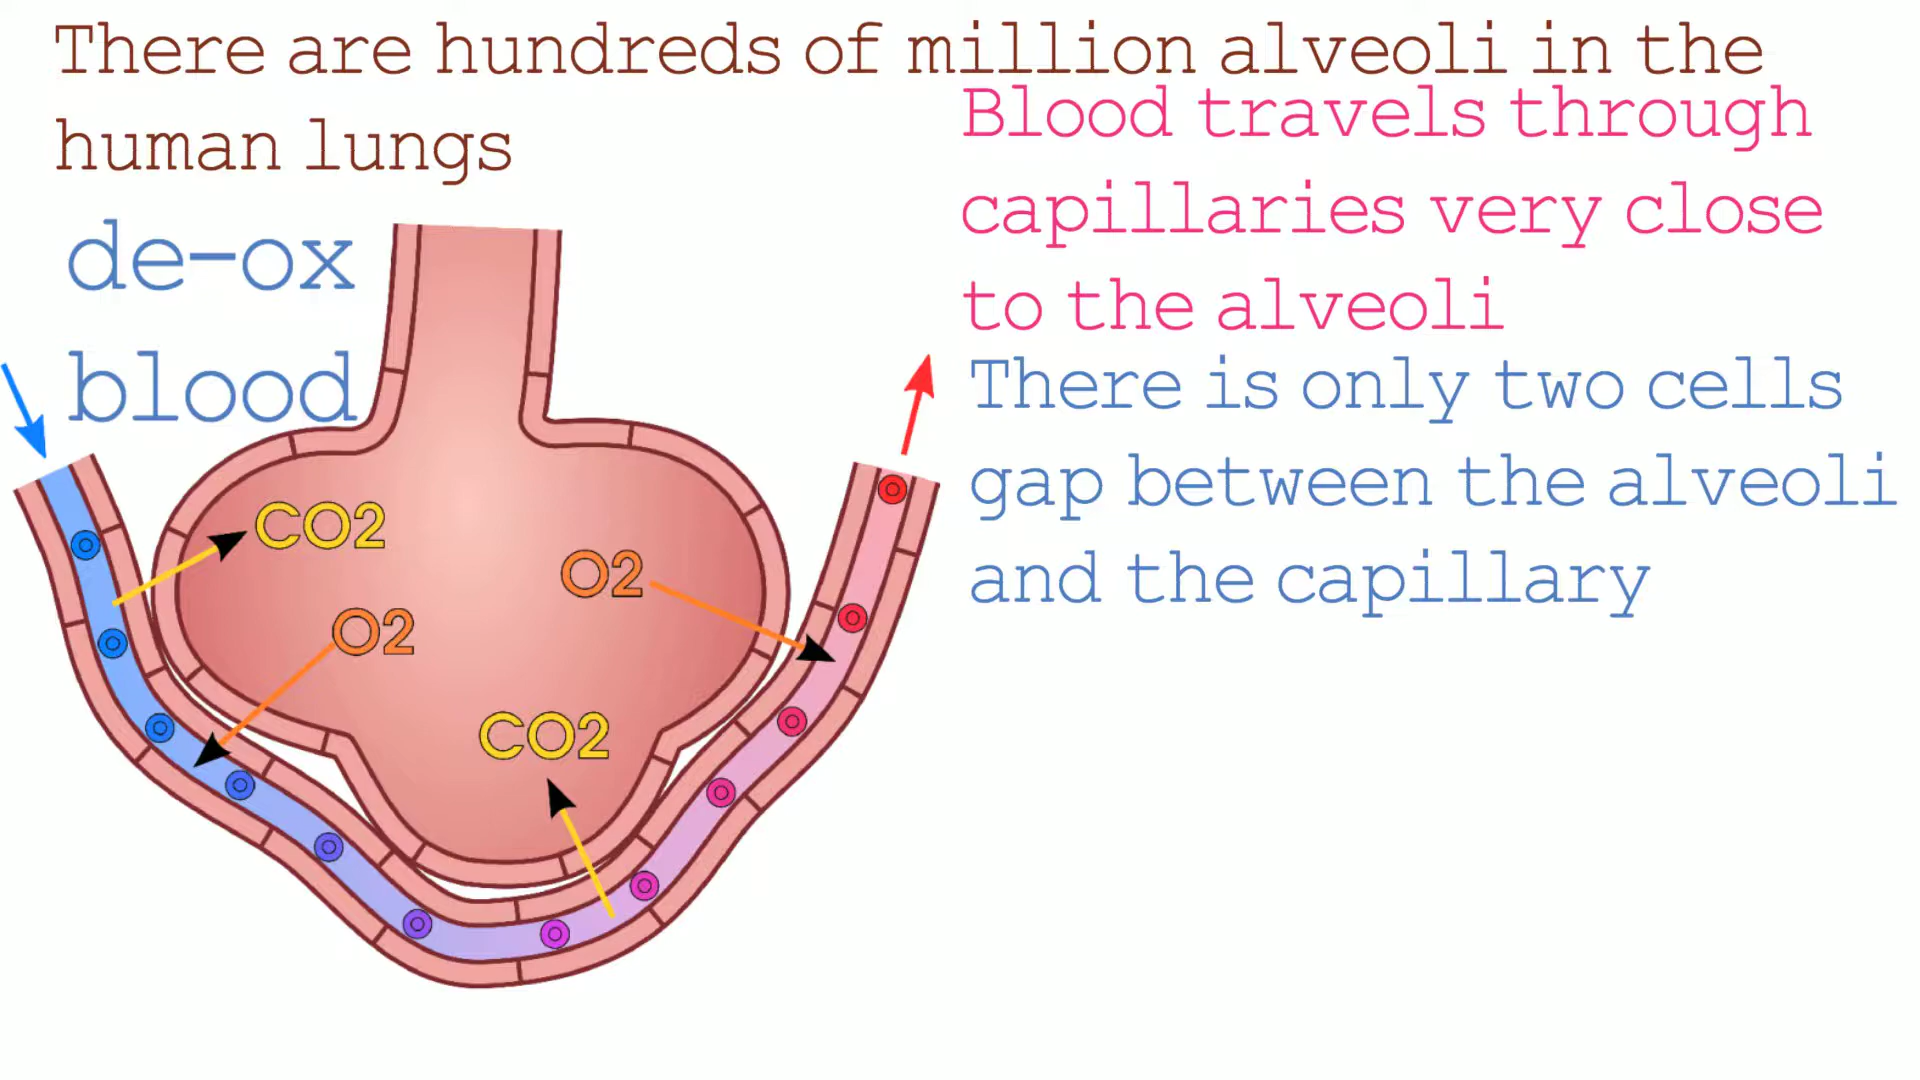 There are hundreds of million alveoli in the
human lungs
Blood travels through
capillaries very close
to the alveoli
de-ox
blood
There is only two cells
gap between the alveoli
and the capillary
CO2
O2
O2
CO2